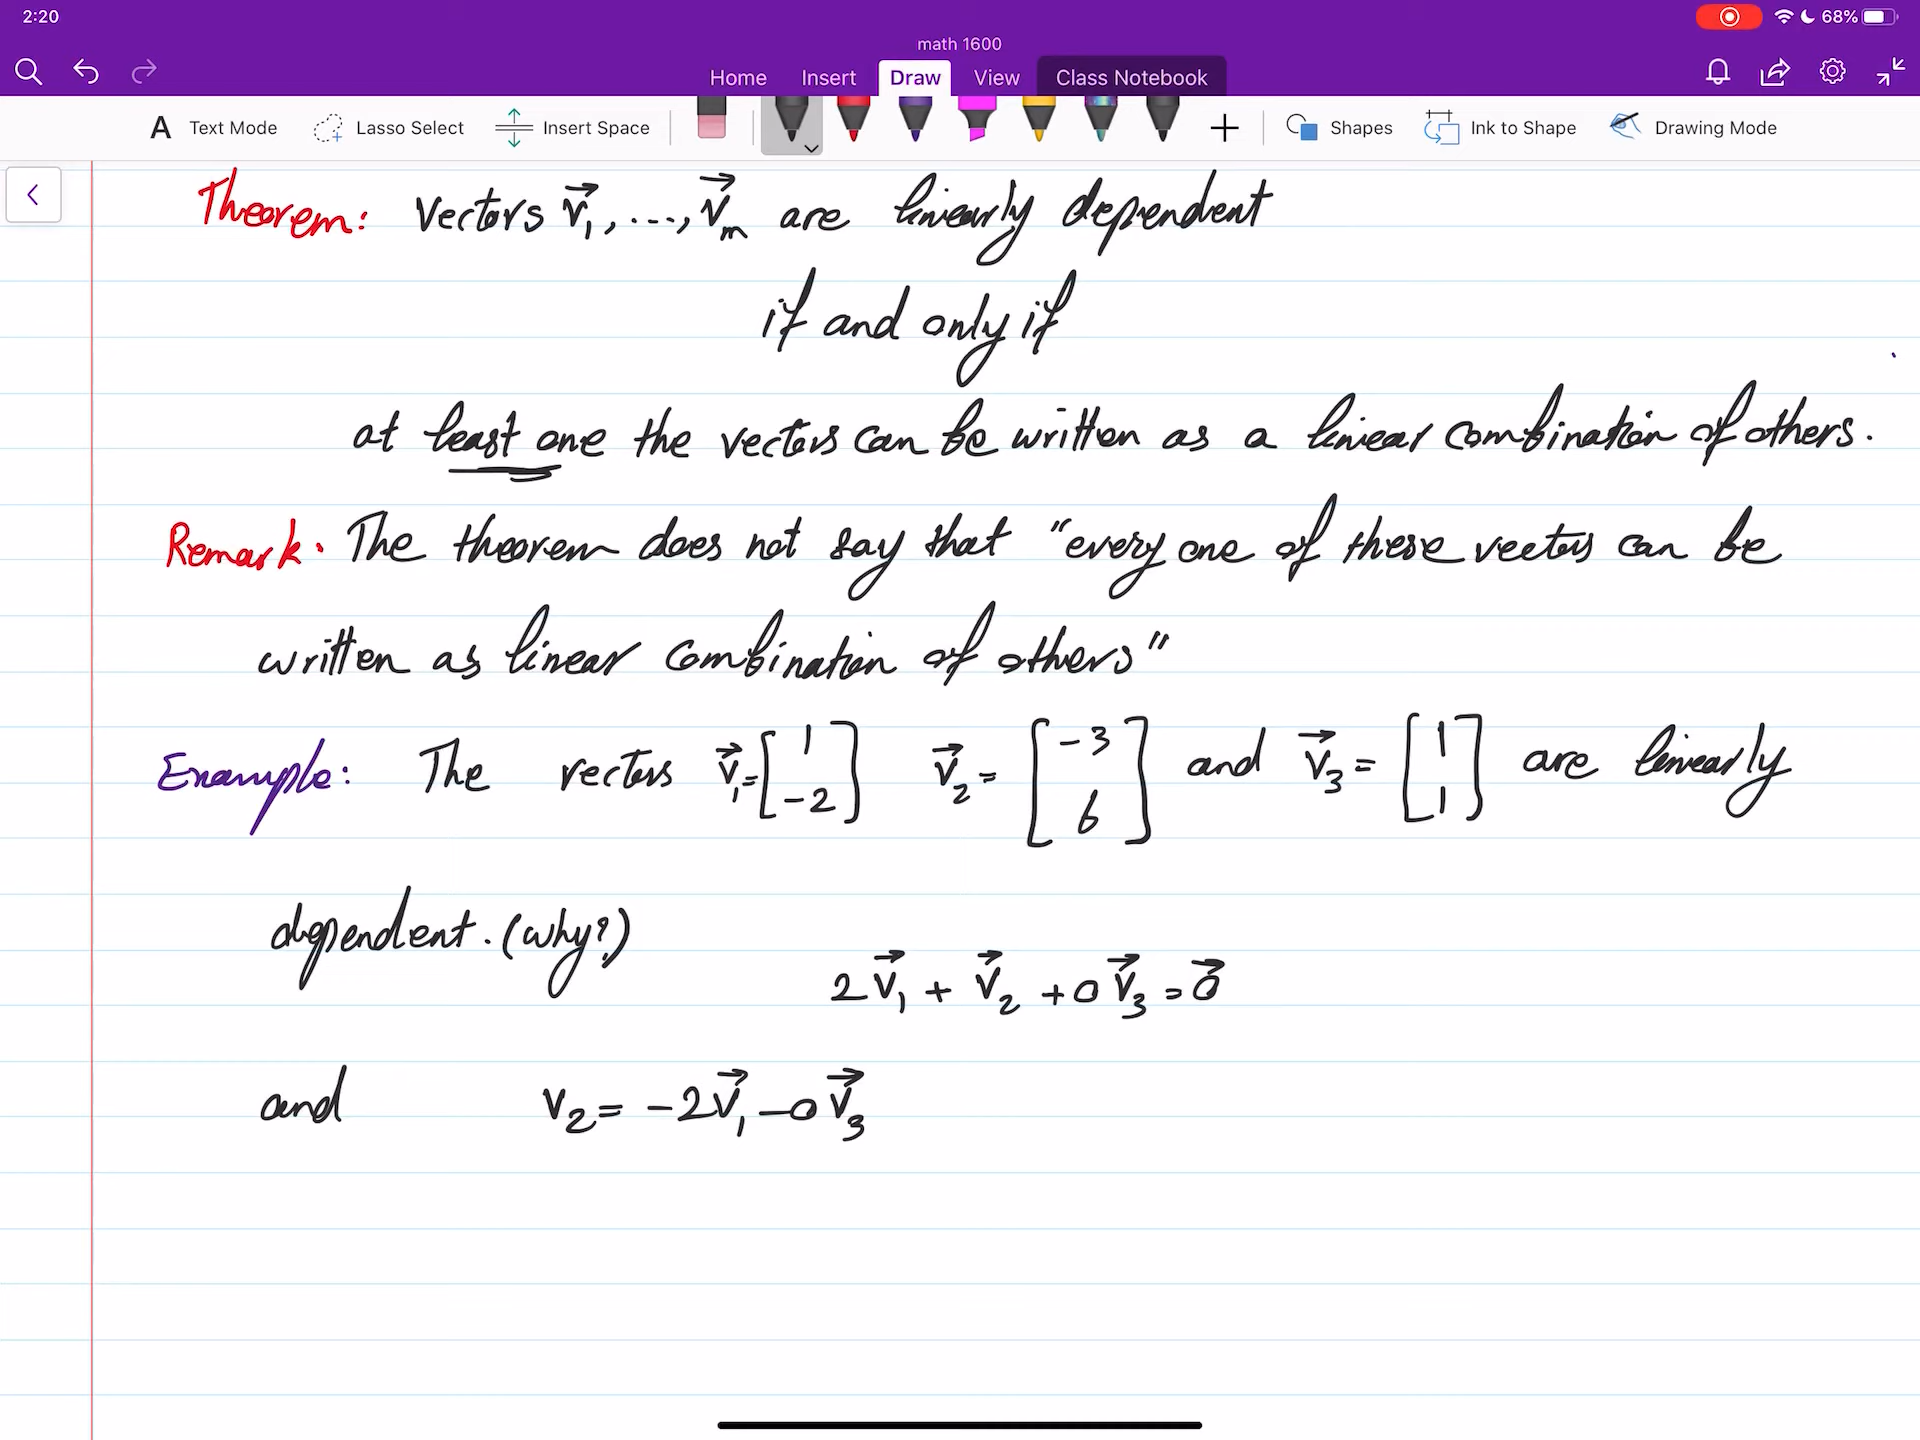 2:20
68%
math 1600
Home Insert Draw View Class Notebook
A Text Mode Lasso Select Insert Space Shapes Ink to Shape Drawing Mode
Theorem: Vectors v⃗₁, ..., v⃗ₘ are linearly dependent
if and only if
at least one the vectors can be written as a linear combination of others.
Remark. The theorem does not say that "every one of these vectors can be
written as linear combination of others"
Example: The vectors v⃗₁ = [1 -2] v⃗₂ = [-3 6] and v⃗₃ = [1 1] are linearly
dependent. (why?)
2v⃗₁ + v⃗₂ + 0v⃗₃ = 0⃗
and v₂ = -2v⃗₁ - 0v⃗₃